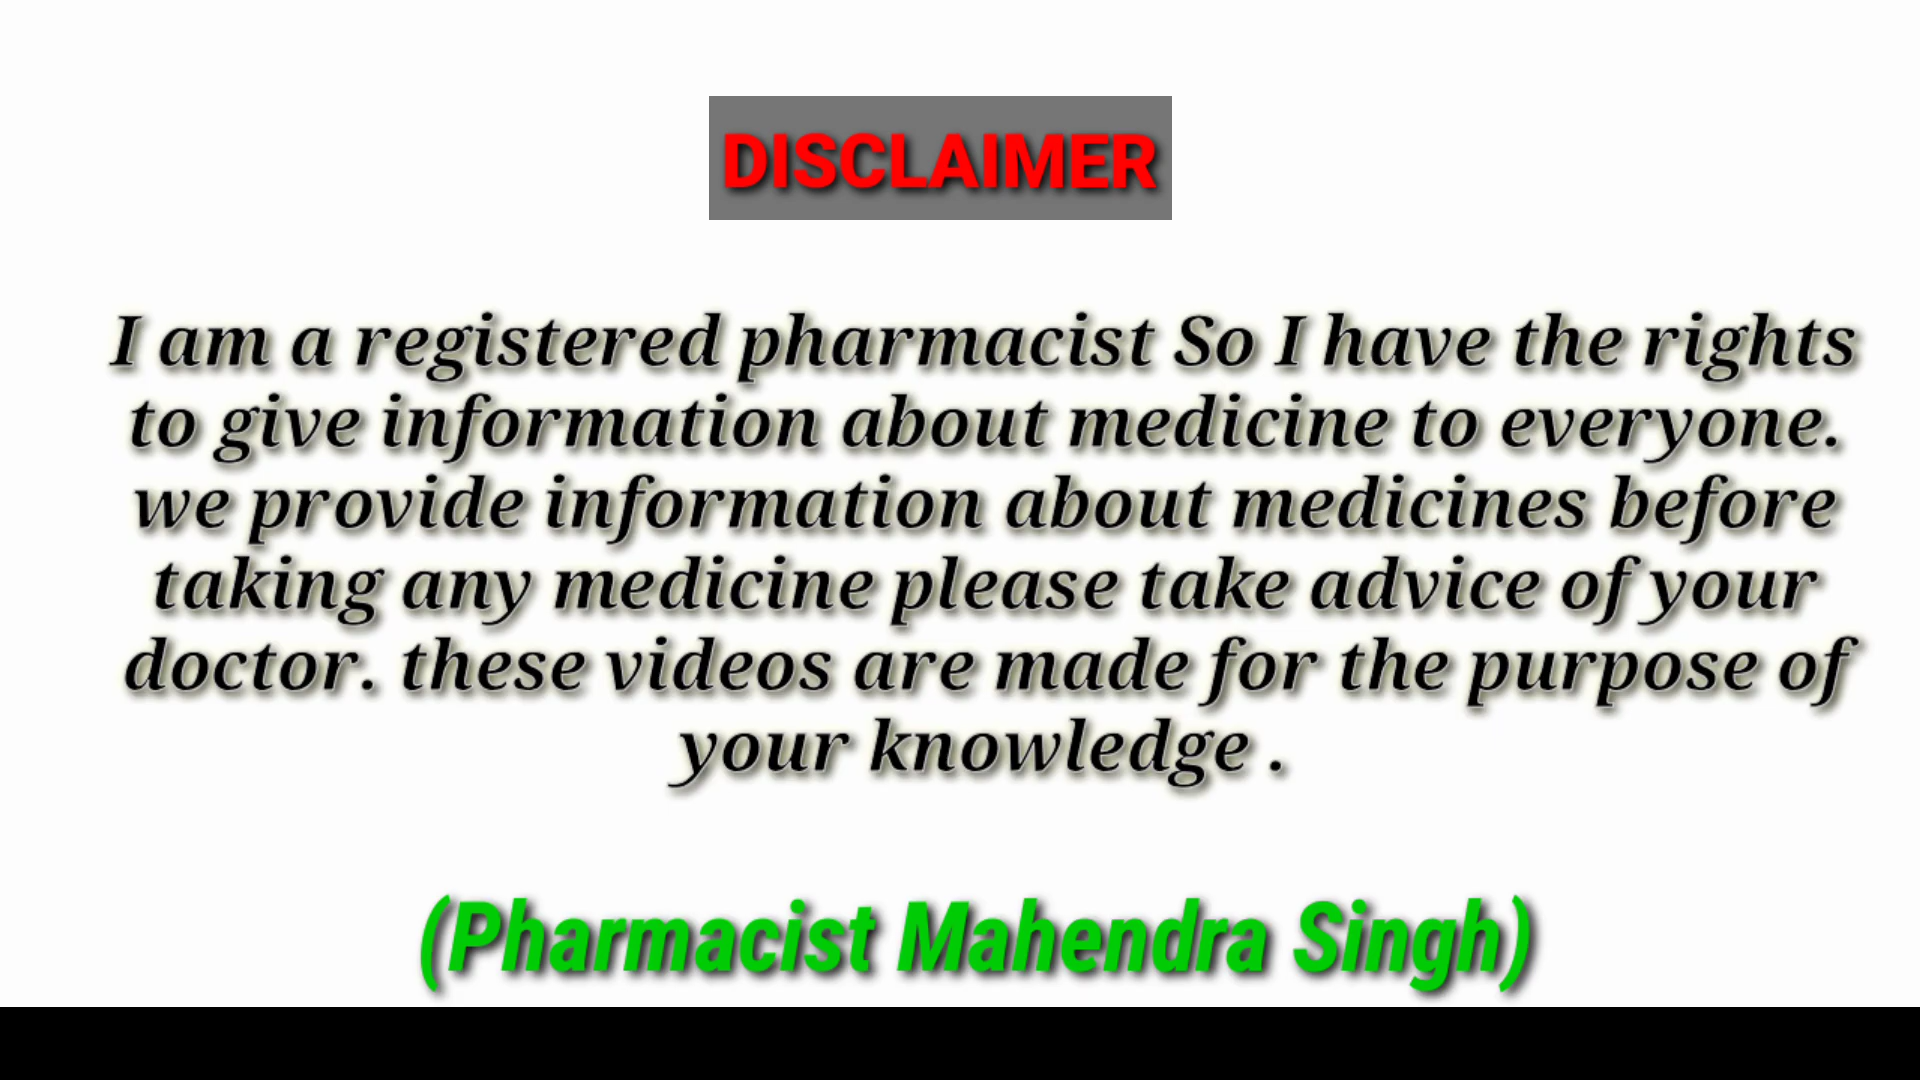 DISCLAIMER
I am a registered pharmacist So I have the rights
to give information about medicine to everyone.
we provide information about medicines before
taking any medicine please take advice of your
doctor. these videos are made for the purpose of
your knowledge .
(Pharmacist Mahendra Singh)